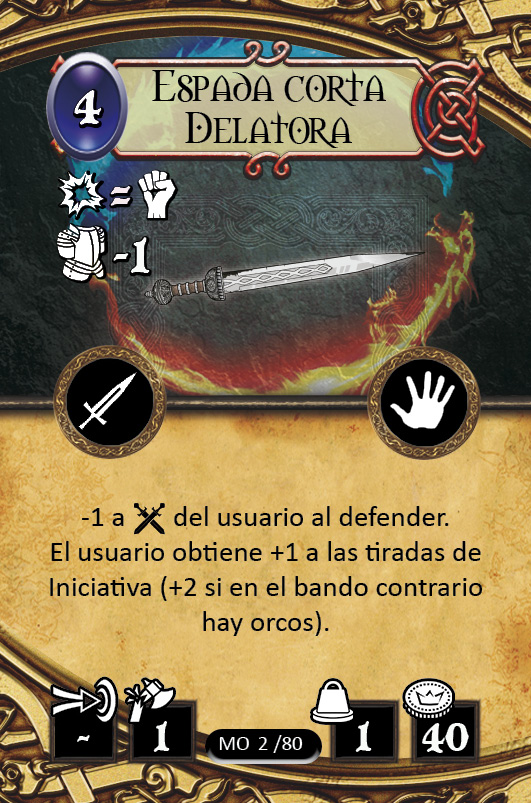 4
Espada corta
Delatora
=
-1
-1 a del usuario al defender.
El usuario obtiene +1 a las tiradas de
Iniciativa (+2 si en el bando contrario
hay orcos).
- 1 MO 2 /80 1 40